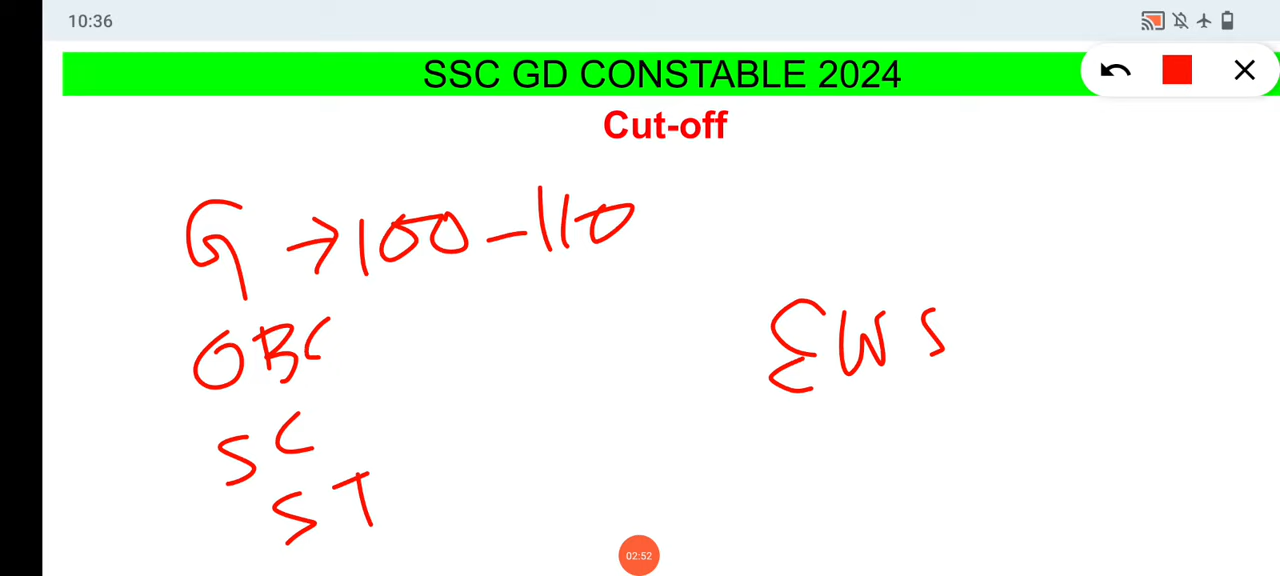 10:36
SSC GD CONSTABLE 2024
Cut-off
G → 100 - 110
OBC
EWS
SC
ST
02:52